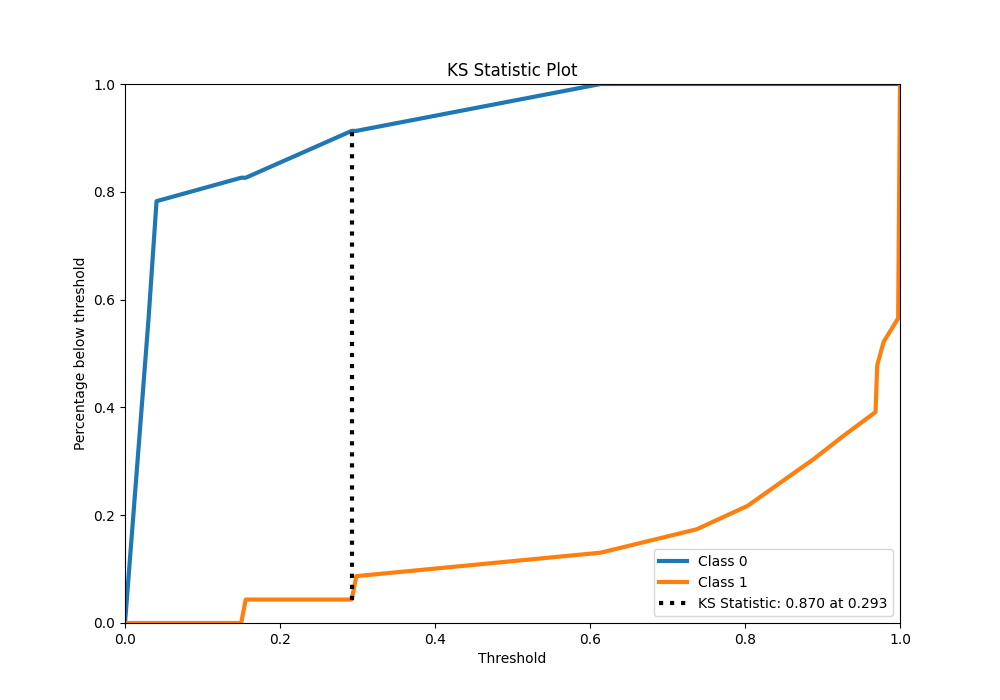 KS Statistic Plot
1.0
0.8
0.6
0.4
0.2
0.0
Percentage below threshold
0.0 0.2 0.4 0.6 0.8 1.0
Threshold
Class 0
Class 1
KS Statistic: 0.870 at 0.293